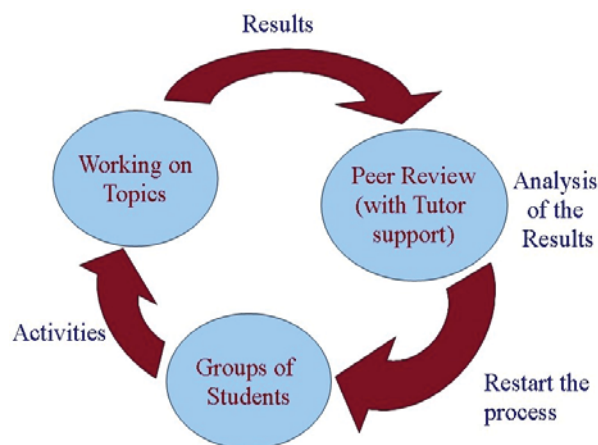 Results
Working on
Topics
Peer Review
(with Tutor
support)
Analysis
of the
Results
Activities
Groups of
Students
Restart the
process